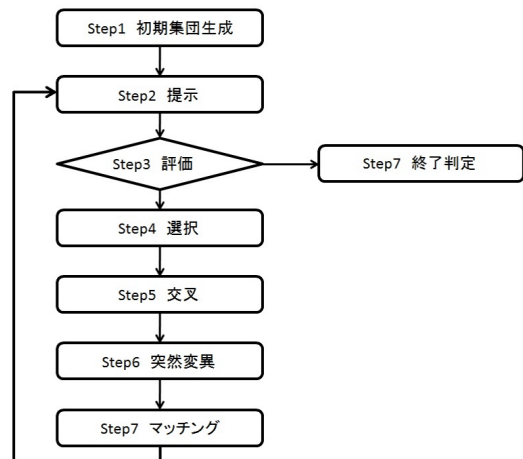 Step1 初期集団生成
Step2 提示
Step3 評価
Step7 終了判定
Step4 選択
Step5 交叉
Step6 突然変異
Step7 マッチング